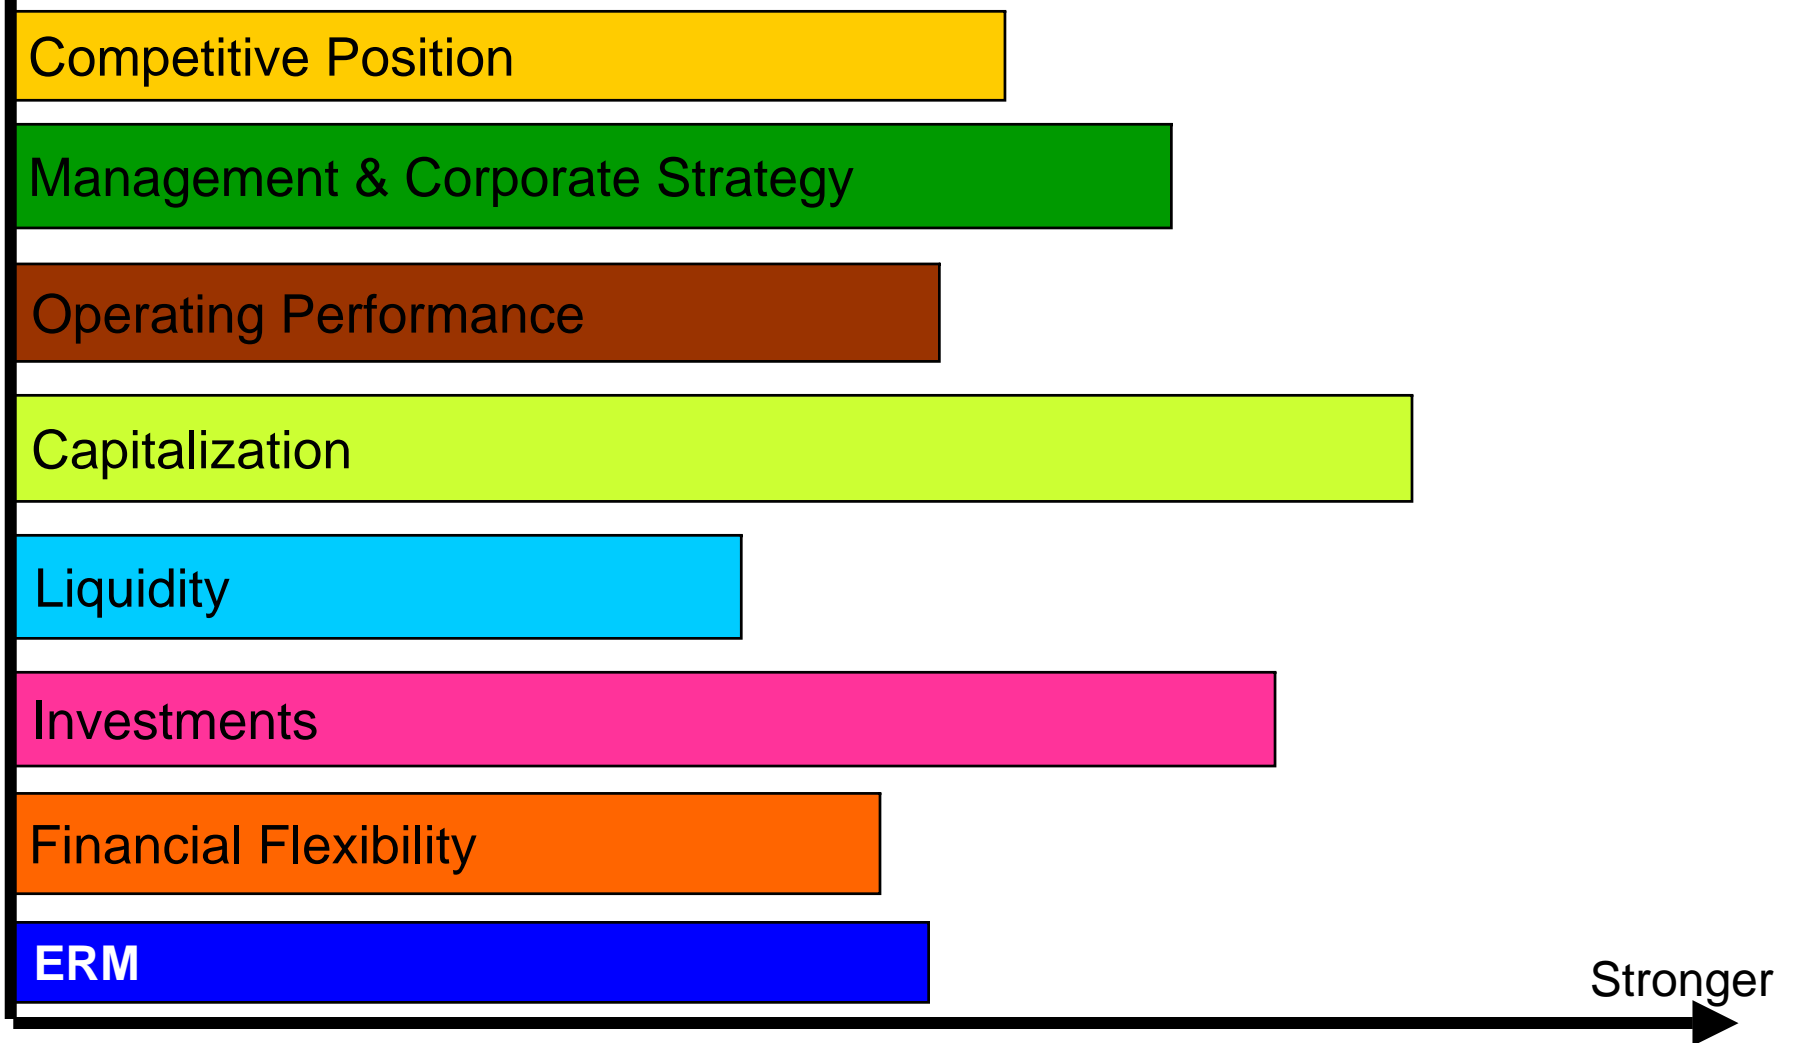 Competitive Position
Management & Corporate Strategy
Operating Performance
Capitalization
Liquidity
Investments
Financial Flexibility
ERM
Stronger